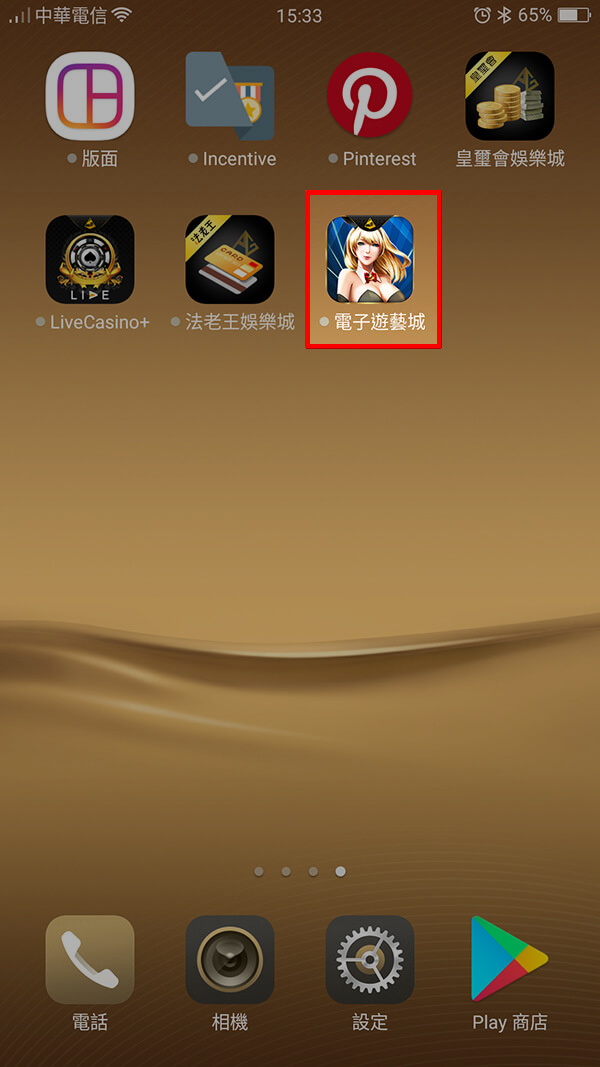 中華電信 15:33 65%
皇璽會
版面 Incentive Pinterest 皇璽會娛樂城
法老王
CARD
LIVE
LiveCasino+ 法老王娛樂城 電子遊藝城
電話 相機 設定 Play 商店